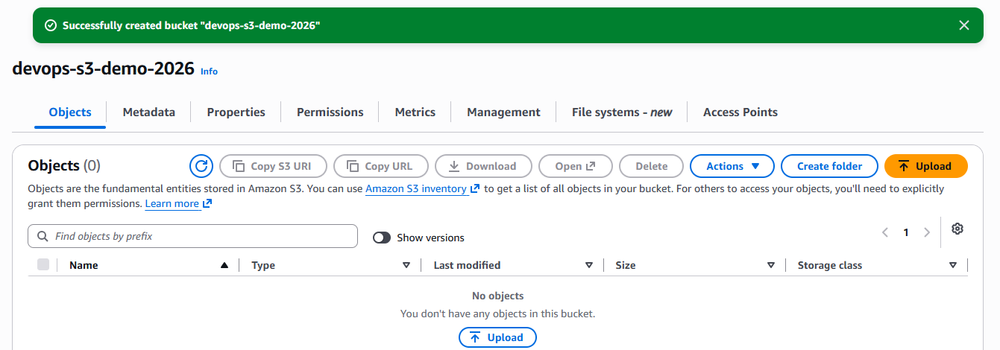 Successfully created bucket "devops-s3-demo-2026"
devops-s3-demo-2026 Info
Objects Metadata Properties Permissions Metrics Management File systems - new Access Points
Objects (0) Copy S3 URI Copy URL Download Open Delete Actions Create folder Upload
Objects are the fundamental entities stored in Amazon S3. You can use Amazon S3 inventory to get a list of all objects in your bucket. For others to access your objects, you'll need to explicitly
grant them permissions. Learn more
Find objects by prefix Show versions 1
Name Type Last modified Size Storage class
No objects
You don't have any objects in this bucket.
Upload